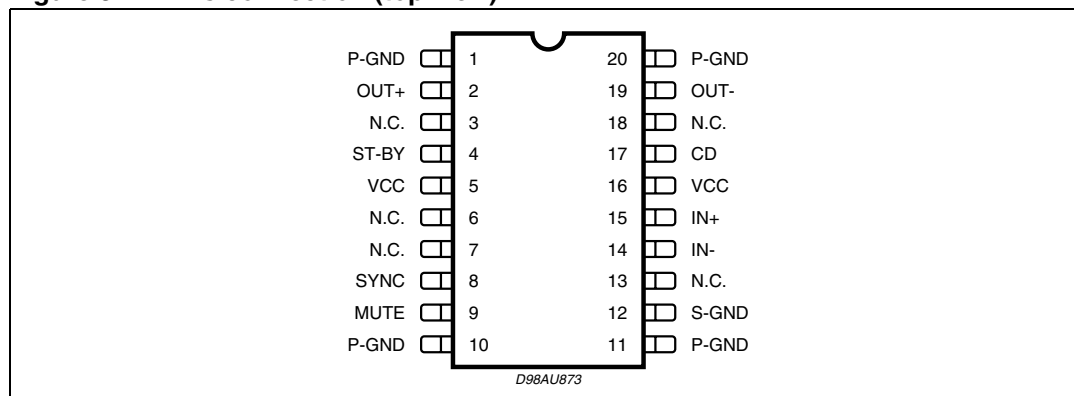 P-GND 1 20 P-GND
OUT+ 2 19 OUT-
N.C. 3 18 N.C.
ST-BY 4 17 CD
VCC 5 16 VCC
N.C. 6 15 IN+
N.C. 7 14 IN-
SYNC 8 13 N.C.
MUTE 9 12 S-GND
P-GND 10 11 P-GND
D98AU873